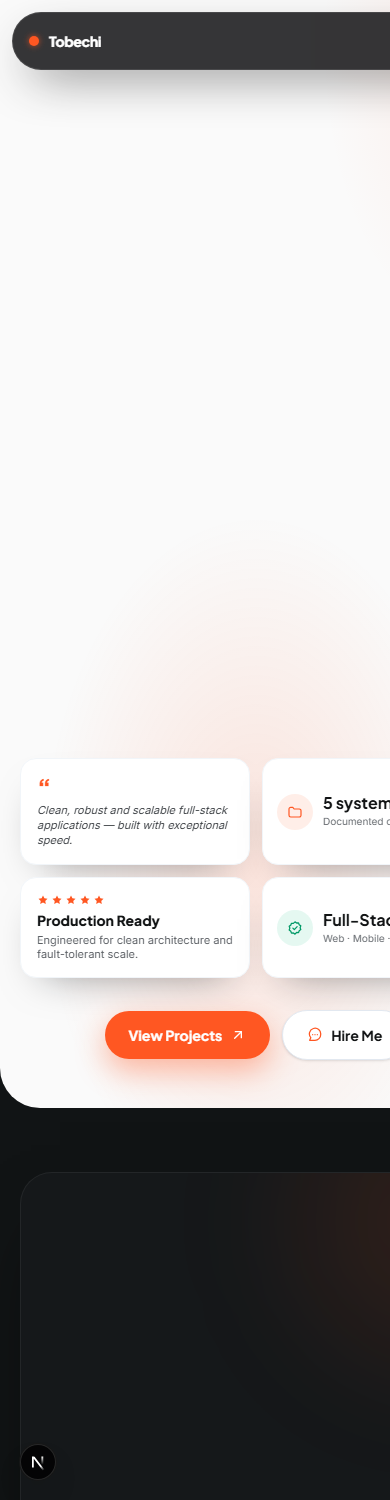 Tobechi
“
Clean, robust and scalable full-stack
applications — built with exceptional
speed.
5 system
Documented
Production Ready
Engineered for clean architecture and
fault-tolerant scale.
Full-Stac
Web · Mobile ·
View Projects
Hire Me
N